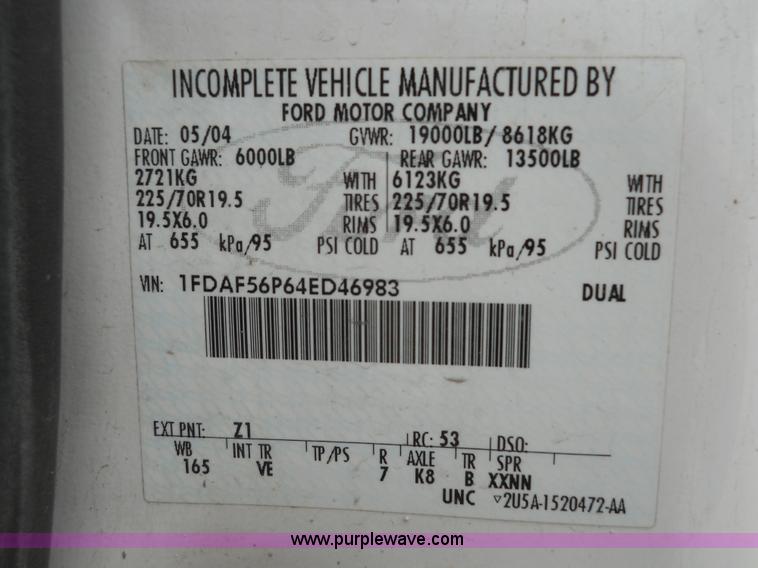 INCOMPLETE VEHICLE MANUFACTURED BY
FORD MOTOR COMPANY
DATE: 05/04 GVWR: 19000LB/ 8618KG
FRONT GAWR: 6000LB REAR GAWR: 13500LB
2721KG WITH 6123KG WITH
225/70R19.5 TIRES 225/70R19.5 TIRES
19.5X6.0 RIMS 19.5X6.0 RIMS
AT 655 kPa/95 PSI COLD AT 655 kPa/95 PSI COLD
VIN: 1FDAF56P64ED46983 DUAL
EXT PNT: Z1 RC: 53 DSO:
WB INT TR TP/PS R AXLE TR SPR
165 VE 7 K8 B XXNN
UNC 2U5A-1520472-AA
Ford
www.purplewave.com